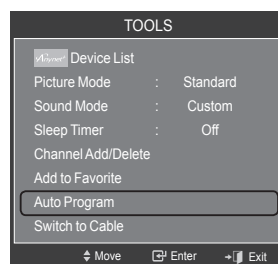 TOOLS
Device List
Picture Mode : Standard
Sound Mode : Custom
Sleep Timer : Off
Channel Add/Delete
Add to Favorite
Auto Program
Switch to Cable
Move Enter Exit